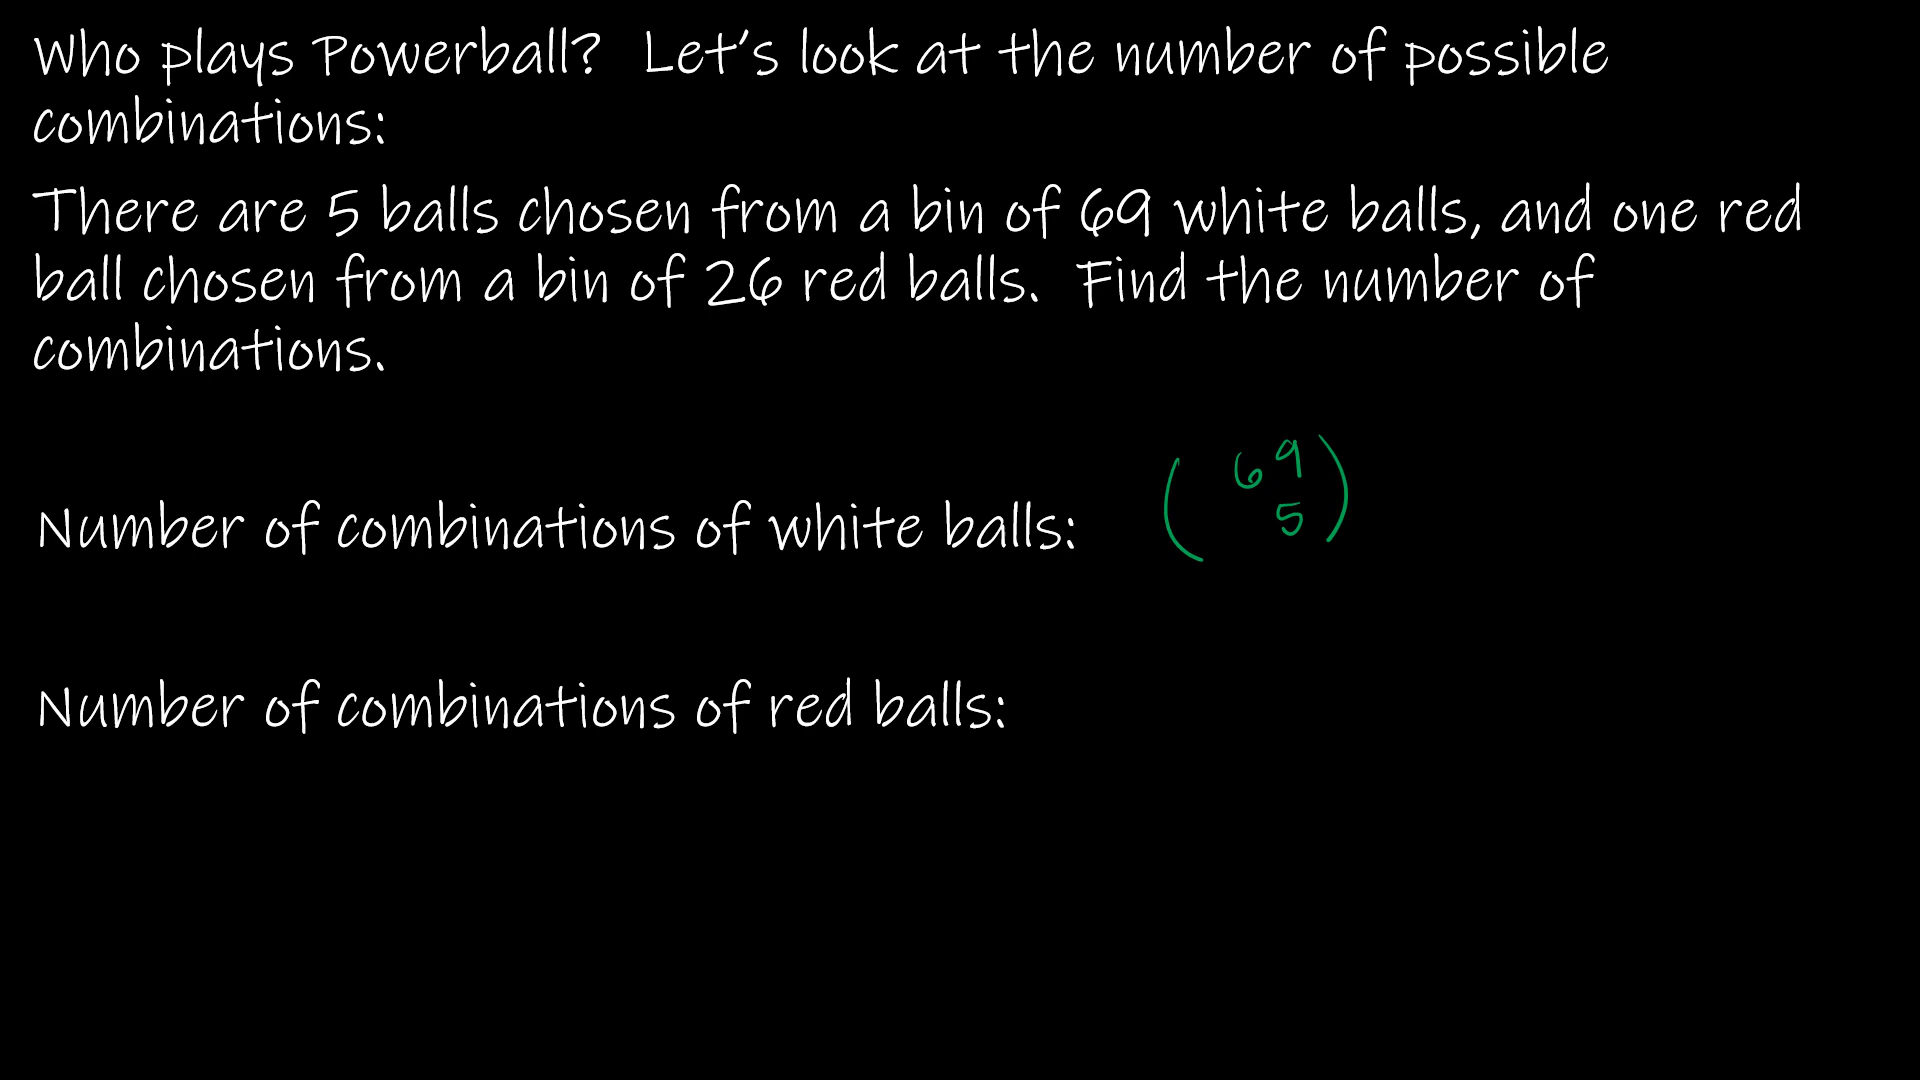 Who plays Powerball? Let's look at the number of possible
combinations:
There are 5 balls chosen from a bin of 69 white balls, and one red
ball chosen from a bin of 26 red balls. Find the number of
combinations.
Number of combinations of white balls: ( 69
5 )
Number of combinations of red balls: